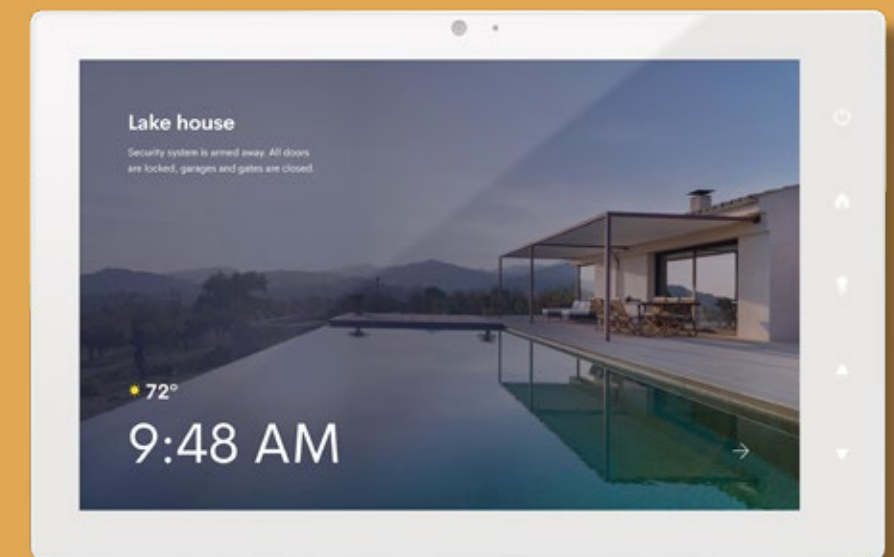 Lake house
Security system is armed away. All doors
are locked, garages and gates are closed.
72°
9:48 AM